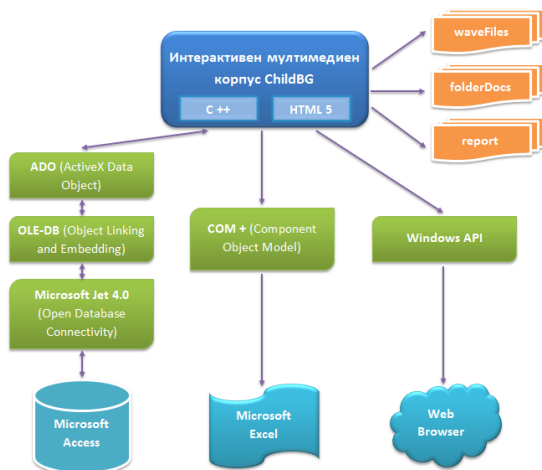 Интерактивен мултимедиен
корпус ChildBG
C ++
HTML 5
waveFiles
folderDocs
report
ADO (ActiveX Data
Object)
OLE-DB (Object Linking
and Embedding)
Microsoft Jet 4.0
(Open Database
Connectivity)
COM + (Component
Object Model)
Windows API
Microsoft
Access
Microsoft
Excel
Web
Browser